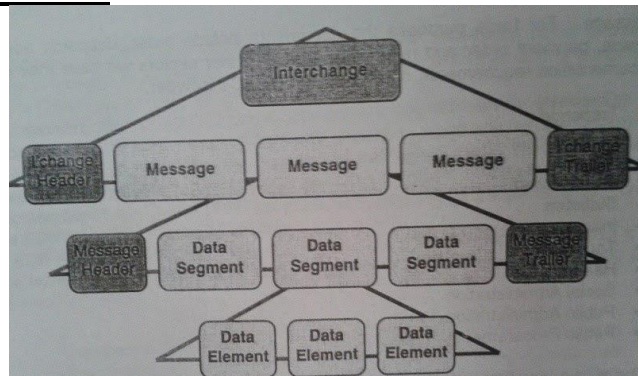 Interchange
I'change
Header
Message
Message
Message
I'change
Trailer
Message
Header
Data
Segment
Data
Segment
Data
Segment
Message
Trailer
Data
Element
Data
Element
Data
Element